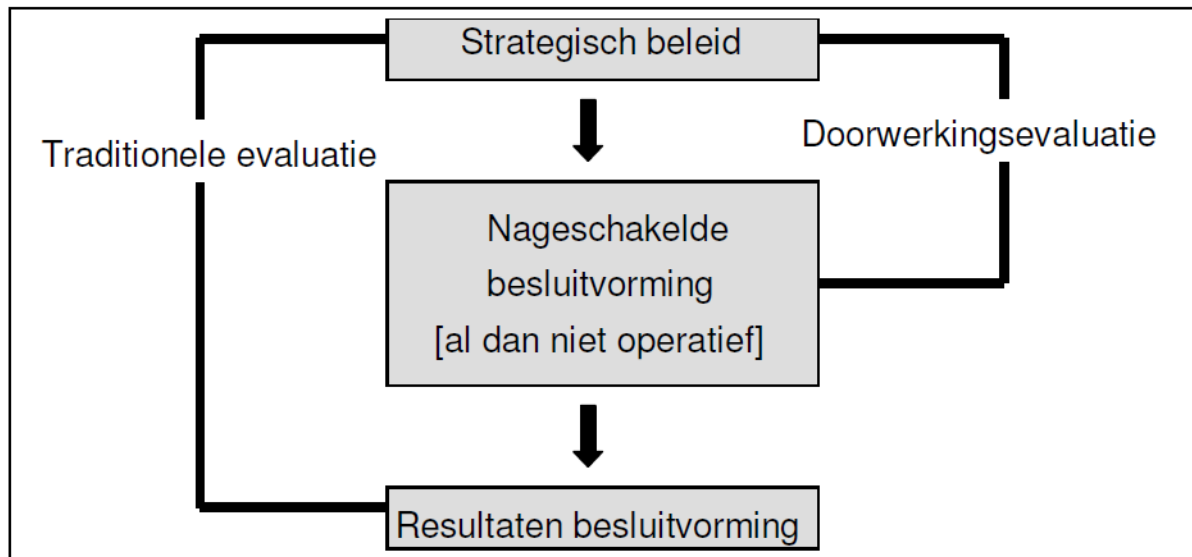 Strategisch beleid
Traditionele evaluatie
Doorwerkingsevaluatie
Nageschakelde
besluitvorming
[al dan niet operatief]
Resultaten besluitvorming